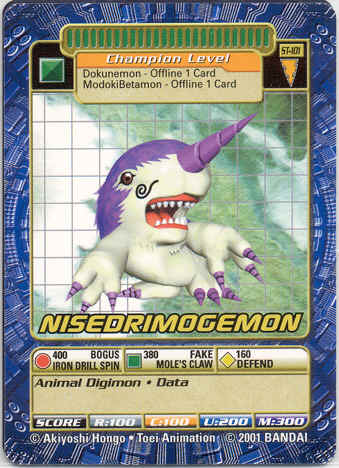 Champion Level
ST-101
Dokunemon - Offline 1 Card
ModokiBetamon - Offline 1 Card
NISEDRIMOGEMON
400 BOGUS IRON DRILL SPIN
380 FAKE MOLE'S CLAW
160 DEFEND
Animal Digimon • Data
SCORE R:100 C:100 U:200 M:300
© Akiyoshi Hongo • Toei Animation • © 2001 BANDAI